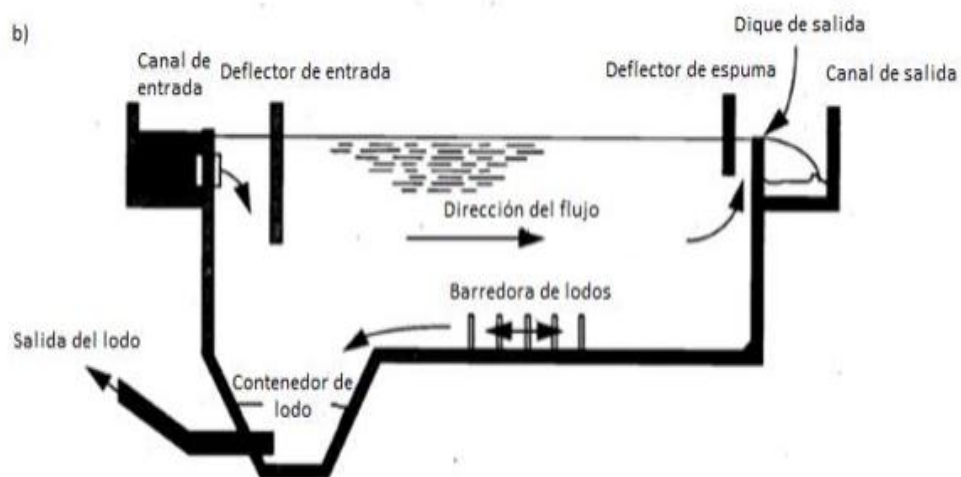 b)
Dique de salida
Canal de
entrada
Deflector de entrada
Deflector de espuma
Canal de salida
Dirección del flujo
Barredora de lodos
Salida del lodo
Contenedor de
lodo